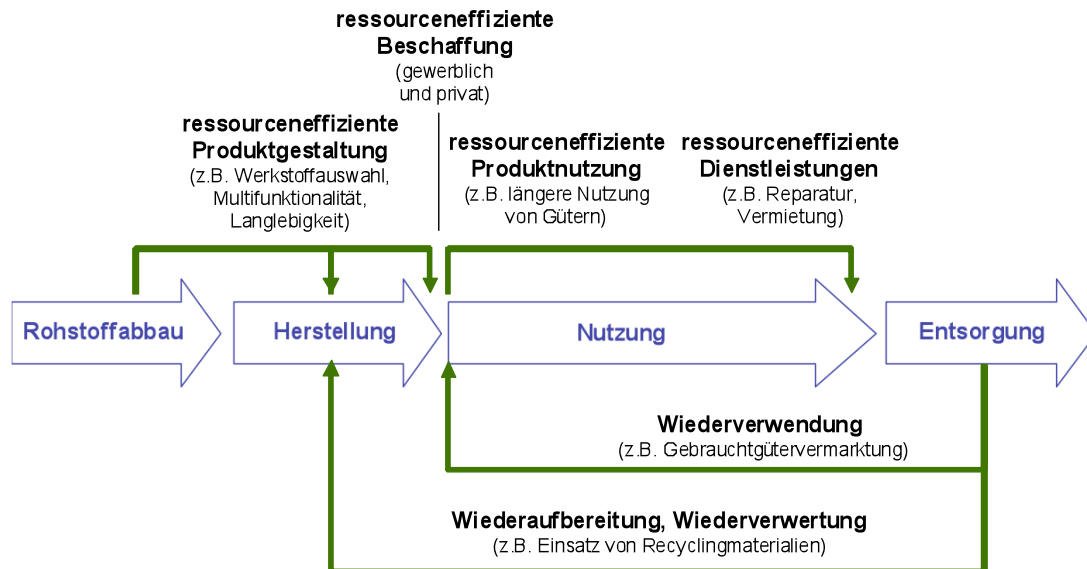 ressourceneffiziente
Beschaffung
(gewerblich
und privat)
ressourceneffiziente
Produktgestaltung
(z.B. Werkstoffauswahl,
Multifunktionalität,
Langlebigkeit)
ressourceneffiziente
Produktnutzung
(z.B. längere Nutzung
von Gütern)
ressourceneffiziente
Dienstleistungen
(z.B. Reparatur,
Vermietung)
Rohstoffabbau
Herstellung
Nutzung
Entsorgung
Wiederverwendung
(z.B. Gebrauchtgütervermarktung)
Wiederaufbereitung, Wiederverwertung
(z.B. Einsatz von Recyclingmaterialien)